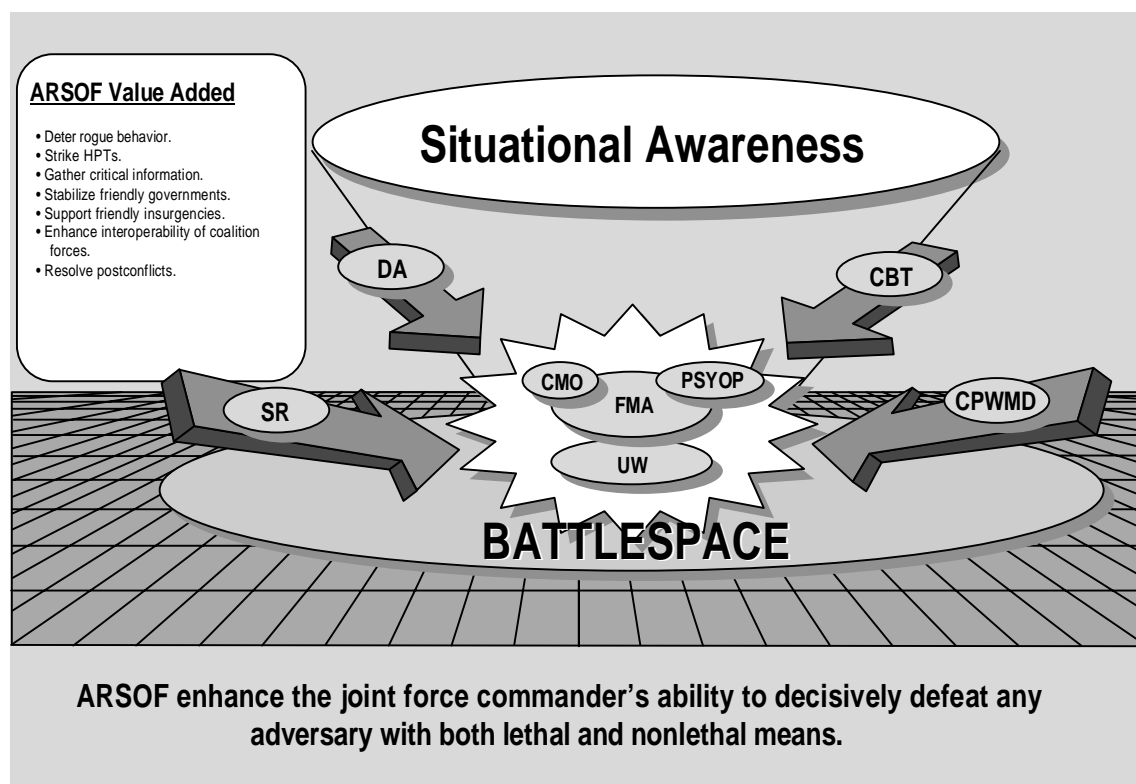 ARSOF Value Added
• Deter rogue behavior.
• Strike HPTs.
• Gather critical information.
• Stabilize friendly governments.
• Support friendly insurgencies.
• Enhance interoperability of coalition
forces.
• Resolve postconflicts.
Situational Awareness
DA
CBT
CMO
PSYOP
FMA
SR
CPWMD
UW
BATTLESPACE
ARSOF enhance the joint force commander’s ability to decisively defeat any
adversary with both lethal and nonlethal means.